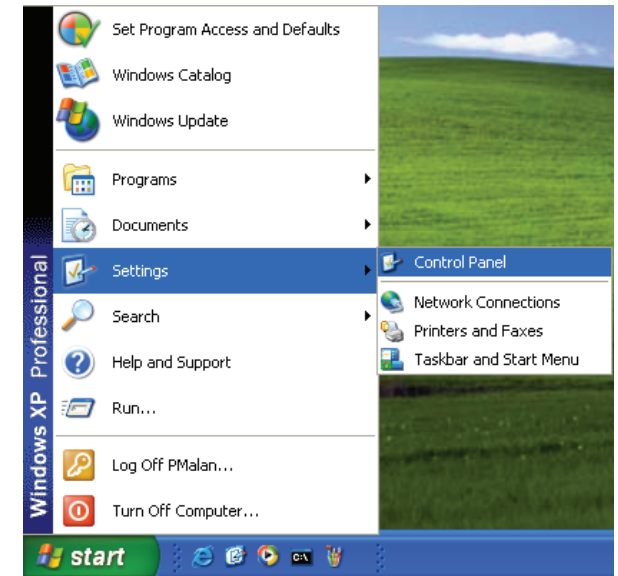 Set Program Access and Defaults
Windows Catalog
Windows Update
Programs
Documents
Settings
Search
Help and Support
Run...
Log Off PMalan...
Turn Off Computer...
Control Panel
Network Connections
Printers and Faxes
Taskbar and Start Menu
Windows XP Professional
start
C:\